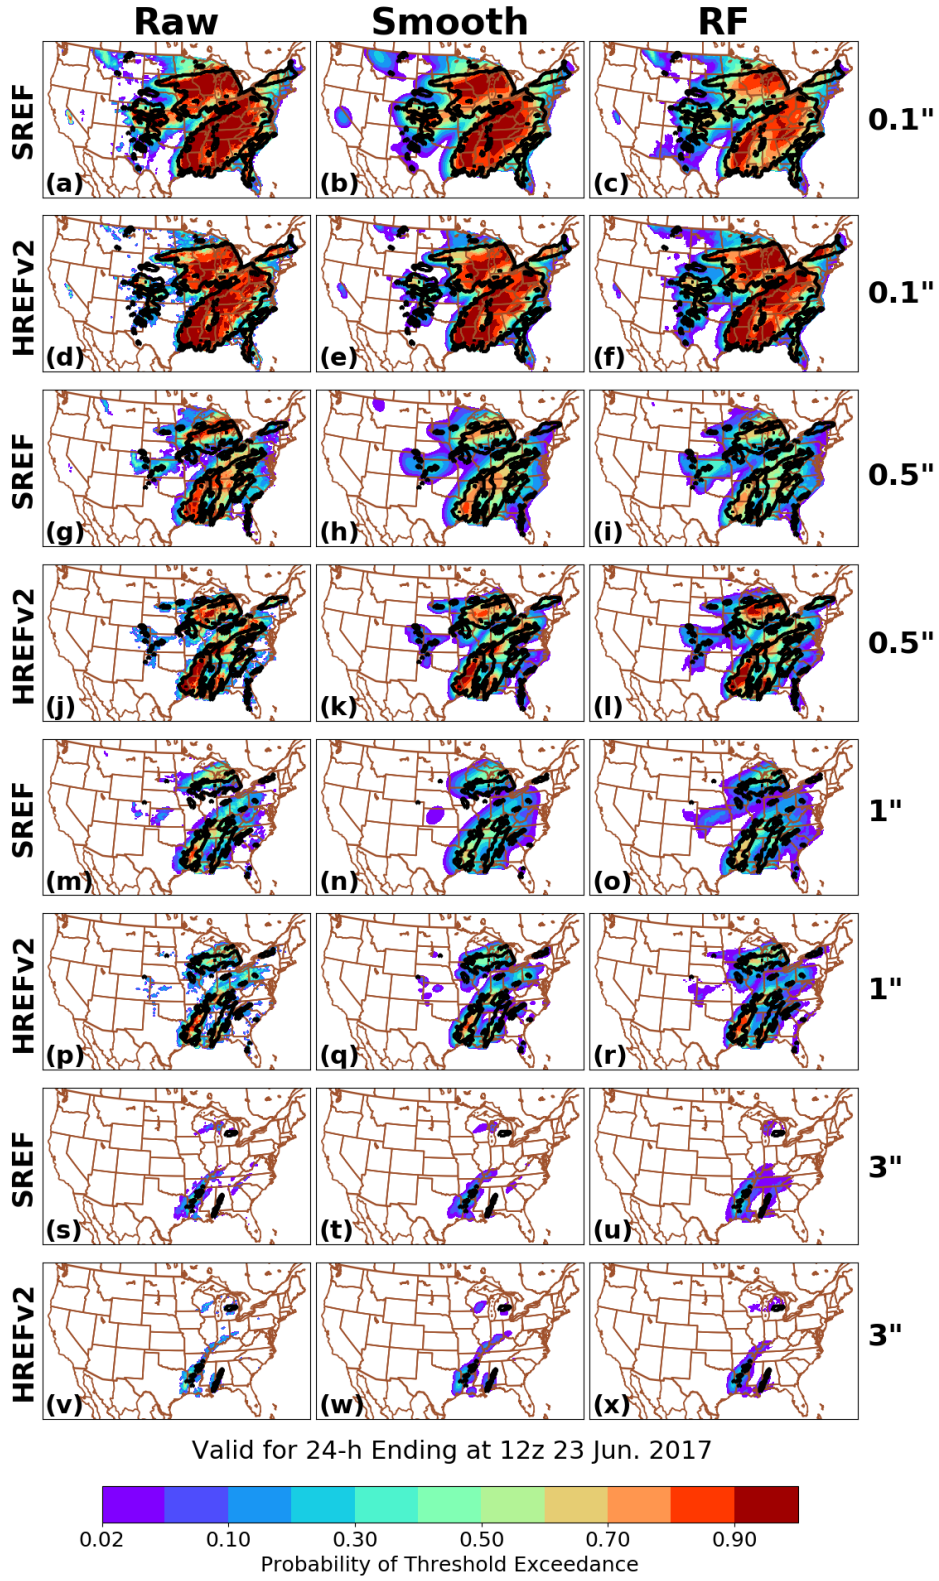 Raw Smooth RF
SREF (a) (b) (c) 0.1"
HREFv2 (d) (e) (f) 0.1"
SREF (g) (h) (i) 0.5"
HREFv2 (j) (k) (l) 0.5"
SREF (m) (n) (o) 1"
HREFv2 (p) (q) (r) 1"
SREF (s) (t) (u) 3"
HREFv2 (v) (w) (x) 3"
Valid for 24-h Ending at 12z 23 Jun. 2017
0.02 0.10 0.30 0.50 0.70 0.90
Probability of Threshold Exceedance